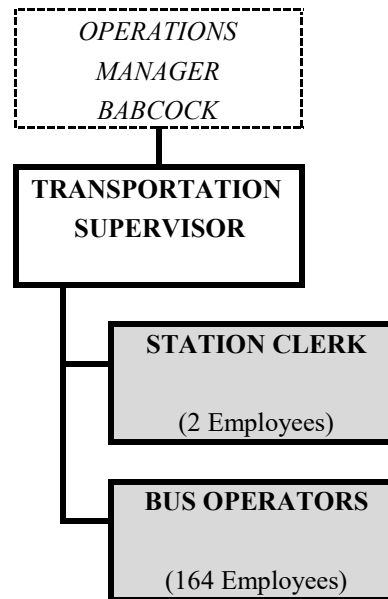 OPERATIONS
MANAGER
BABCOCK
TRANSPORTATION
SUPERVISOR
STATION CLERK
(2 Employees)
BUS OPERATORS
(164 Employees)